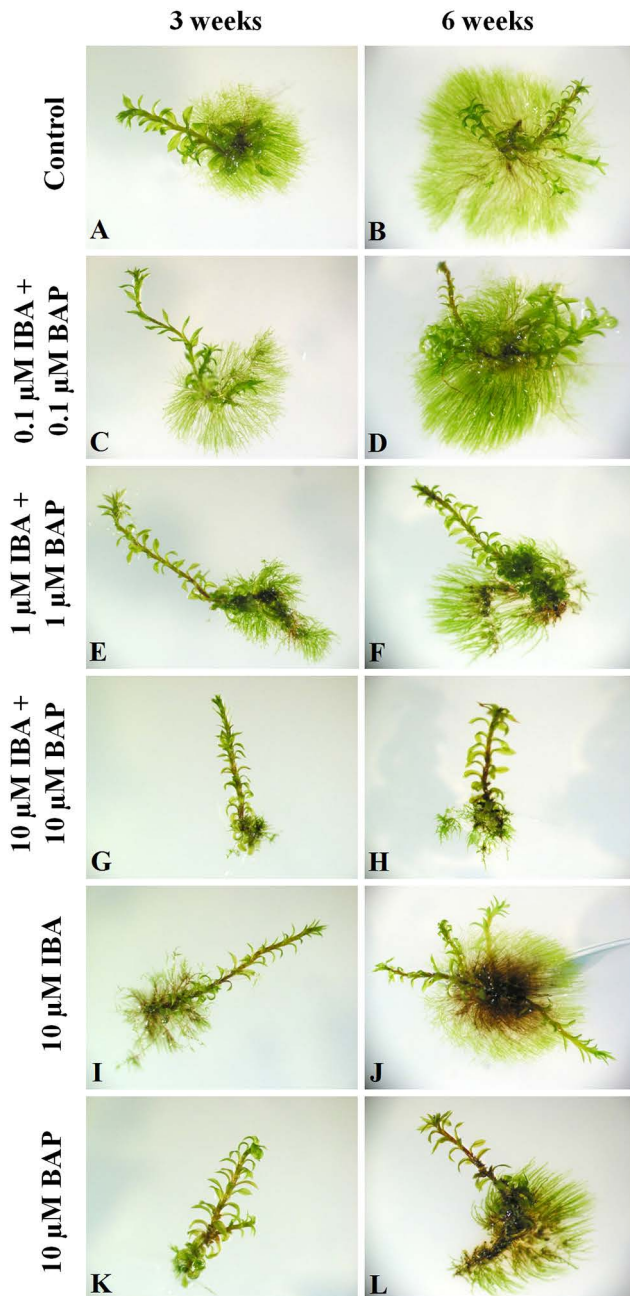 3 weeks
6 weeks
Control
A
B
0.1 µM IBA +
0.1 µM BAP
C
D
1 µM IBA +
1 µM BAP
E
F
10 µM IBA +
10 µM BAP
G
H
10 µM IBA
I
J
10 µM BAP
K
L